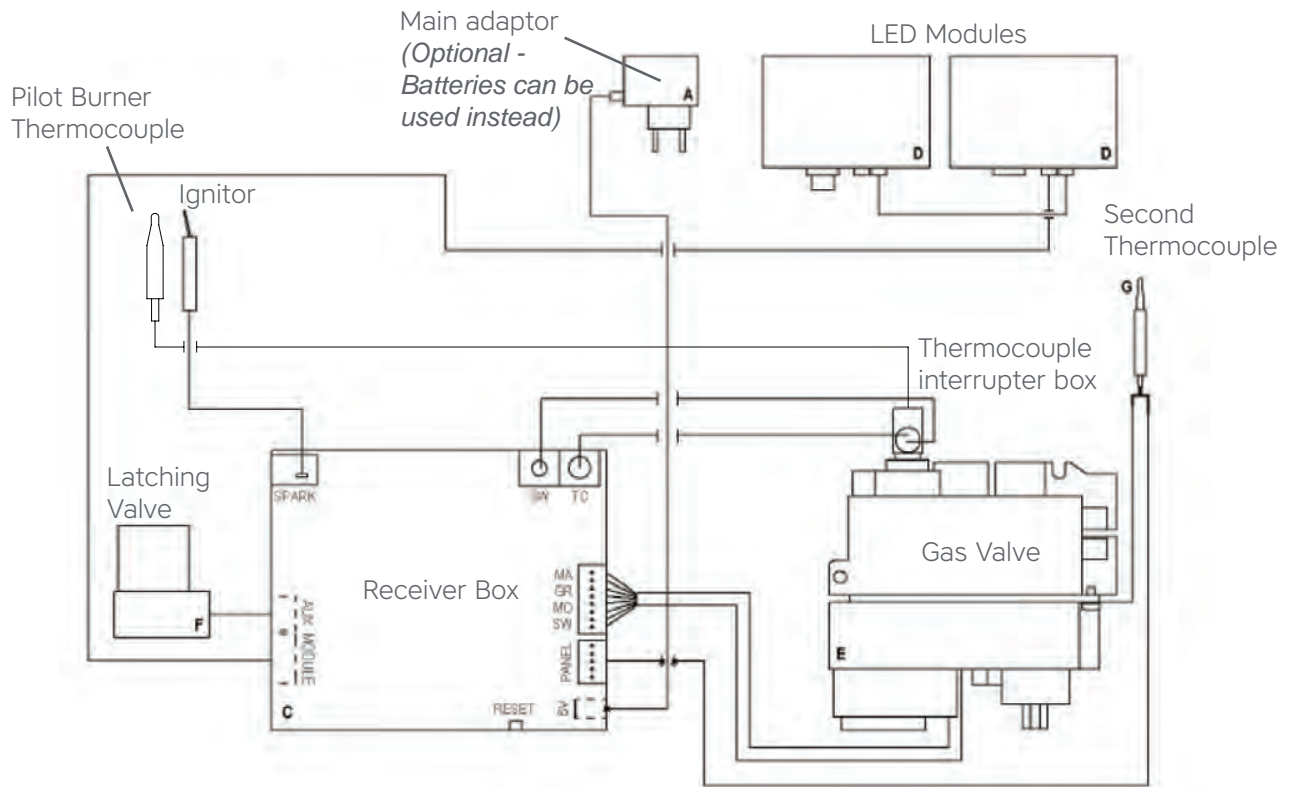 Main adaptor
(Optional -
Batteries can be
used instead)
A
LED Modules
D
D
Pilot Burner
Thermocouple
Ignitor
Second
Thermocouple
G
Thermocouple
interrupter box
Latching
Valve
F
SPARK
SW TC
Receiver Box
MA
GR
MO
SW
PANEL
AUX MODULE
C
RESET
6V
Gas Valve
E